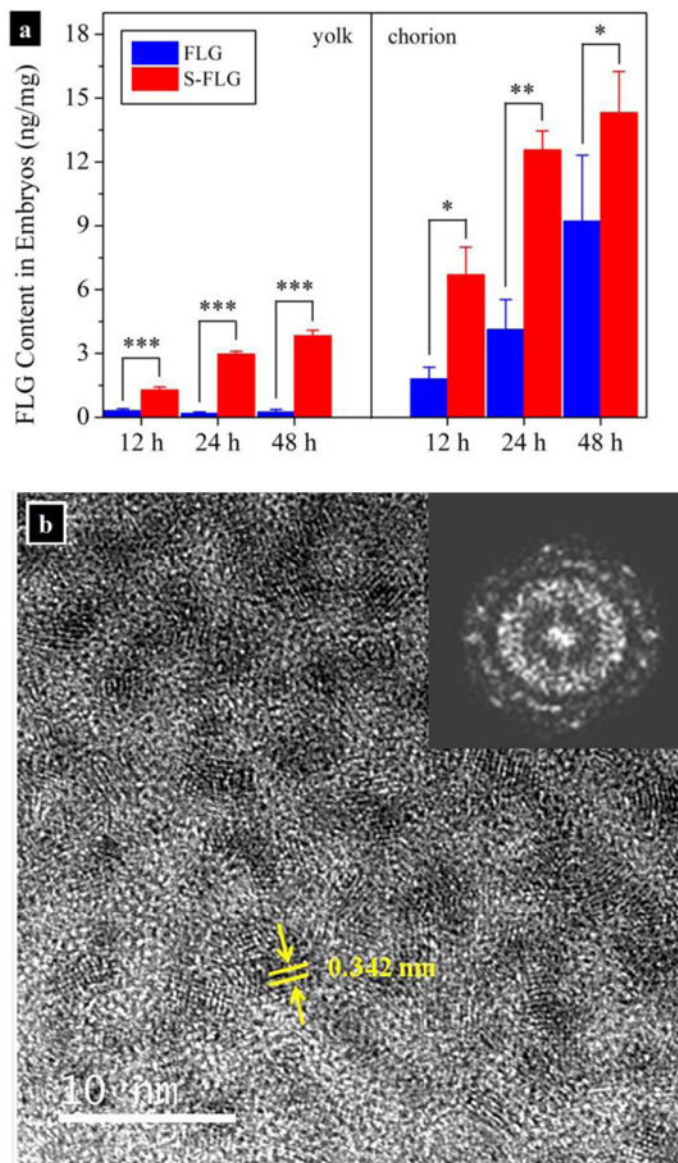 a
FLG Content in Embryos (ng/mg)
18
15
12
9
6
3
0
FLG
S-FLG
yolk
chorion
***
***
***
*
**
*
12 h
24 h
48 h
12 h
24 h
48 h
b
0.342 nm
10 nm